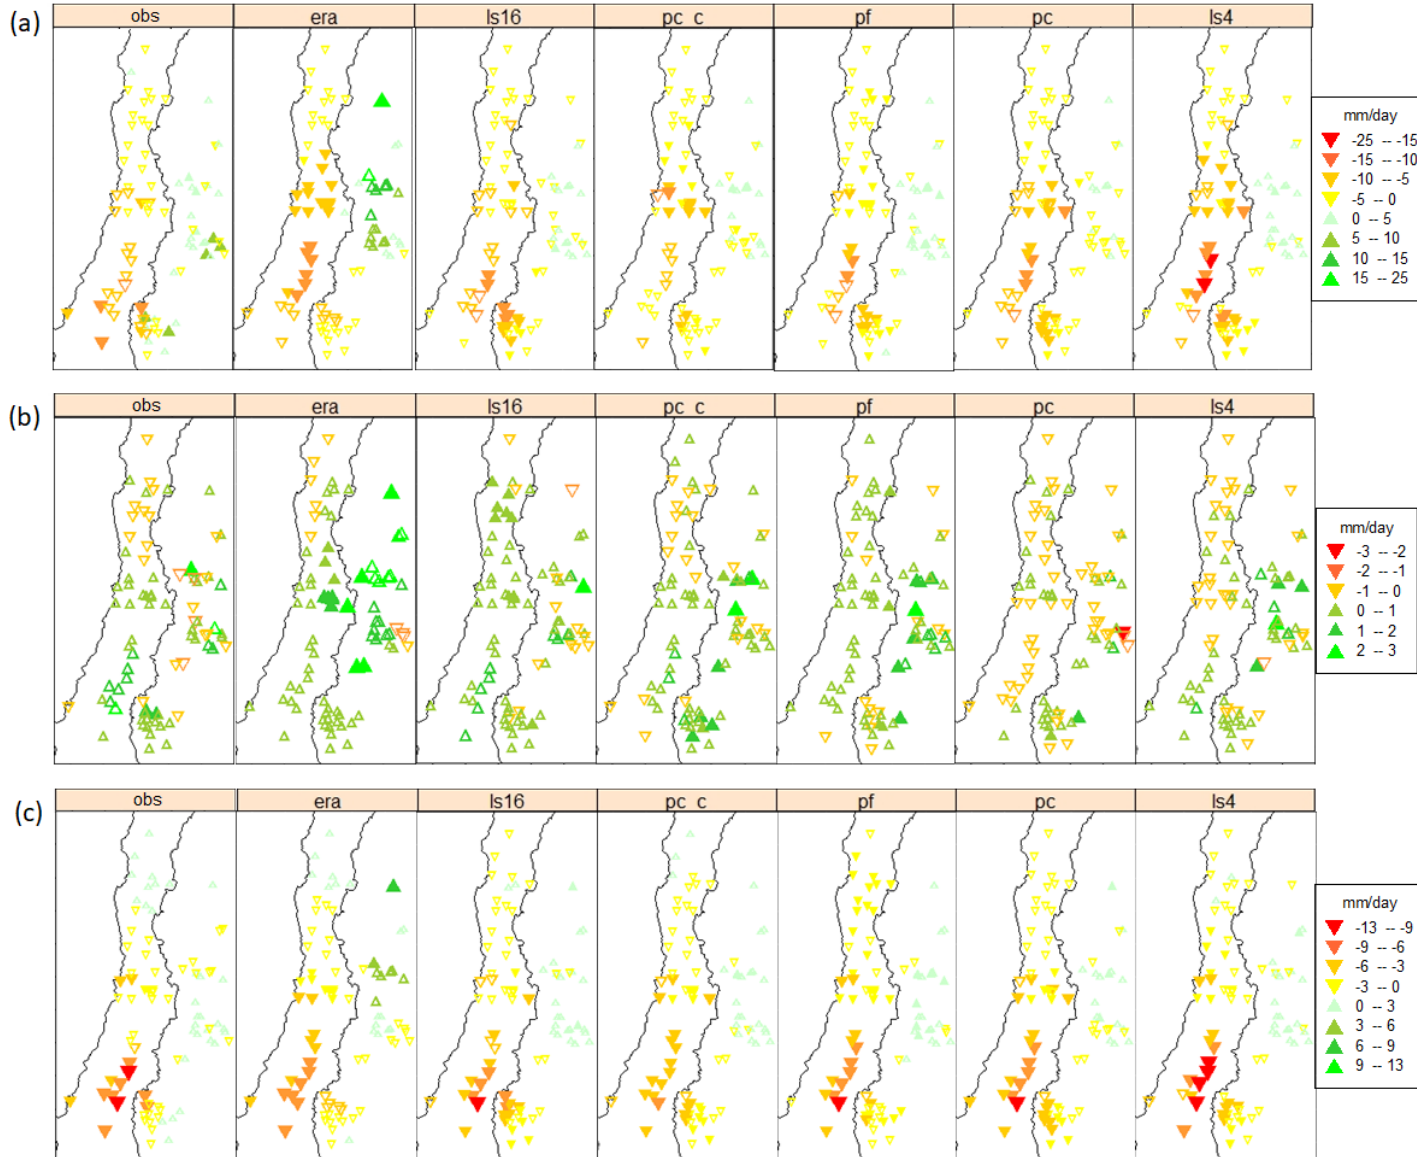 (a)
obs era ls16 pc_c pf pc ls4
mm/day
-25 -- -15
-15 -- -10
-10 -- -5
-5 -- 0
0 -- 5
5 -- 10
10 -- 15
15 -- 25
(b)
obs era ls16 pc_c pf pc ls4
mm/day
-3 -- -2
-2 -- -1
-1 -- 0
0 -- 1
1 -- 2
2 -- 3
(c)
obs era ls16 pc_c pf pc ls4
mm/day
-13 -- -9
-9 -- -6
-6 -- -3
-3 -- 0
0 -- 3
3 -- 6
6 -- 9
9 -- 13